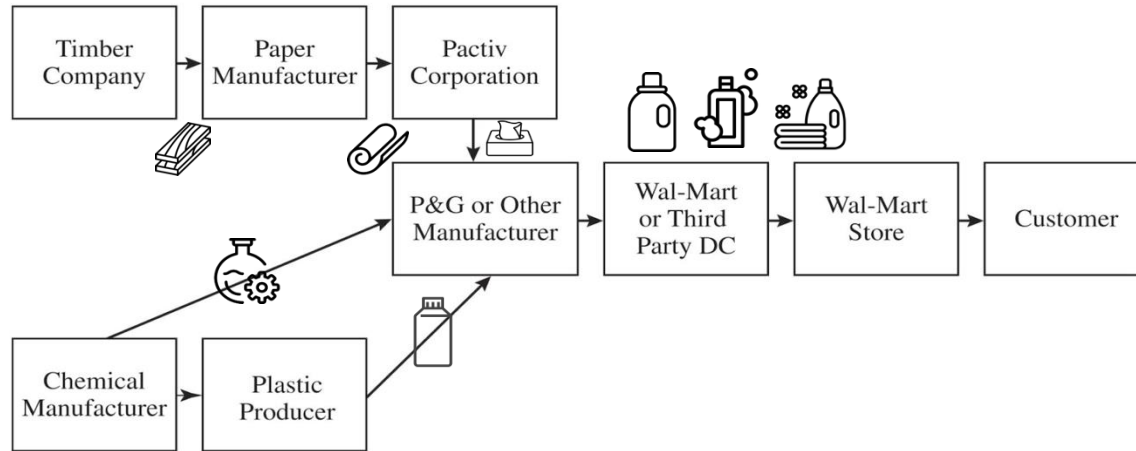 Timber
Company
Paper
Manufacturer
Pactiv
Corporation
P&G or Other
Manufacturer
Wal-Mart
or Third
Party DC
Wal-Mart
Store
Customer
Chemical
Manufacturer
Plastic
Producer